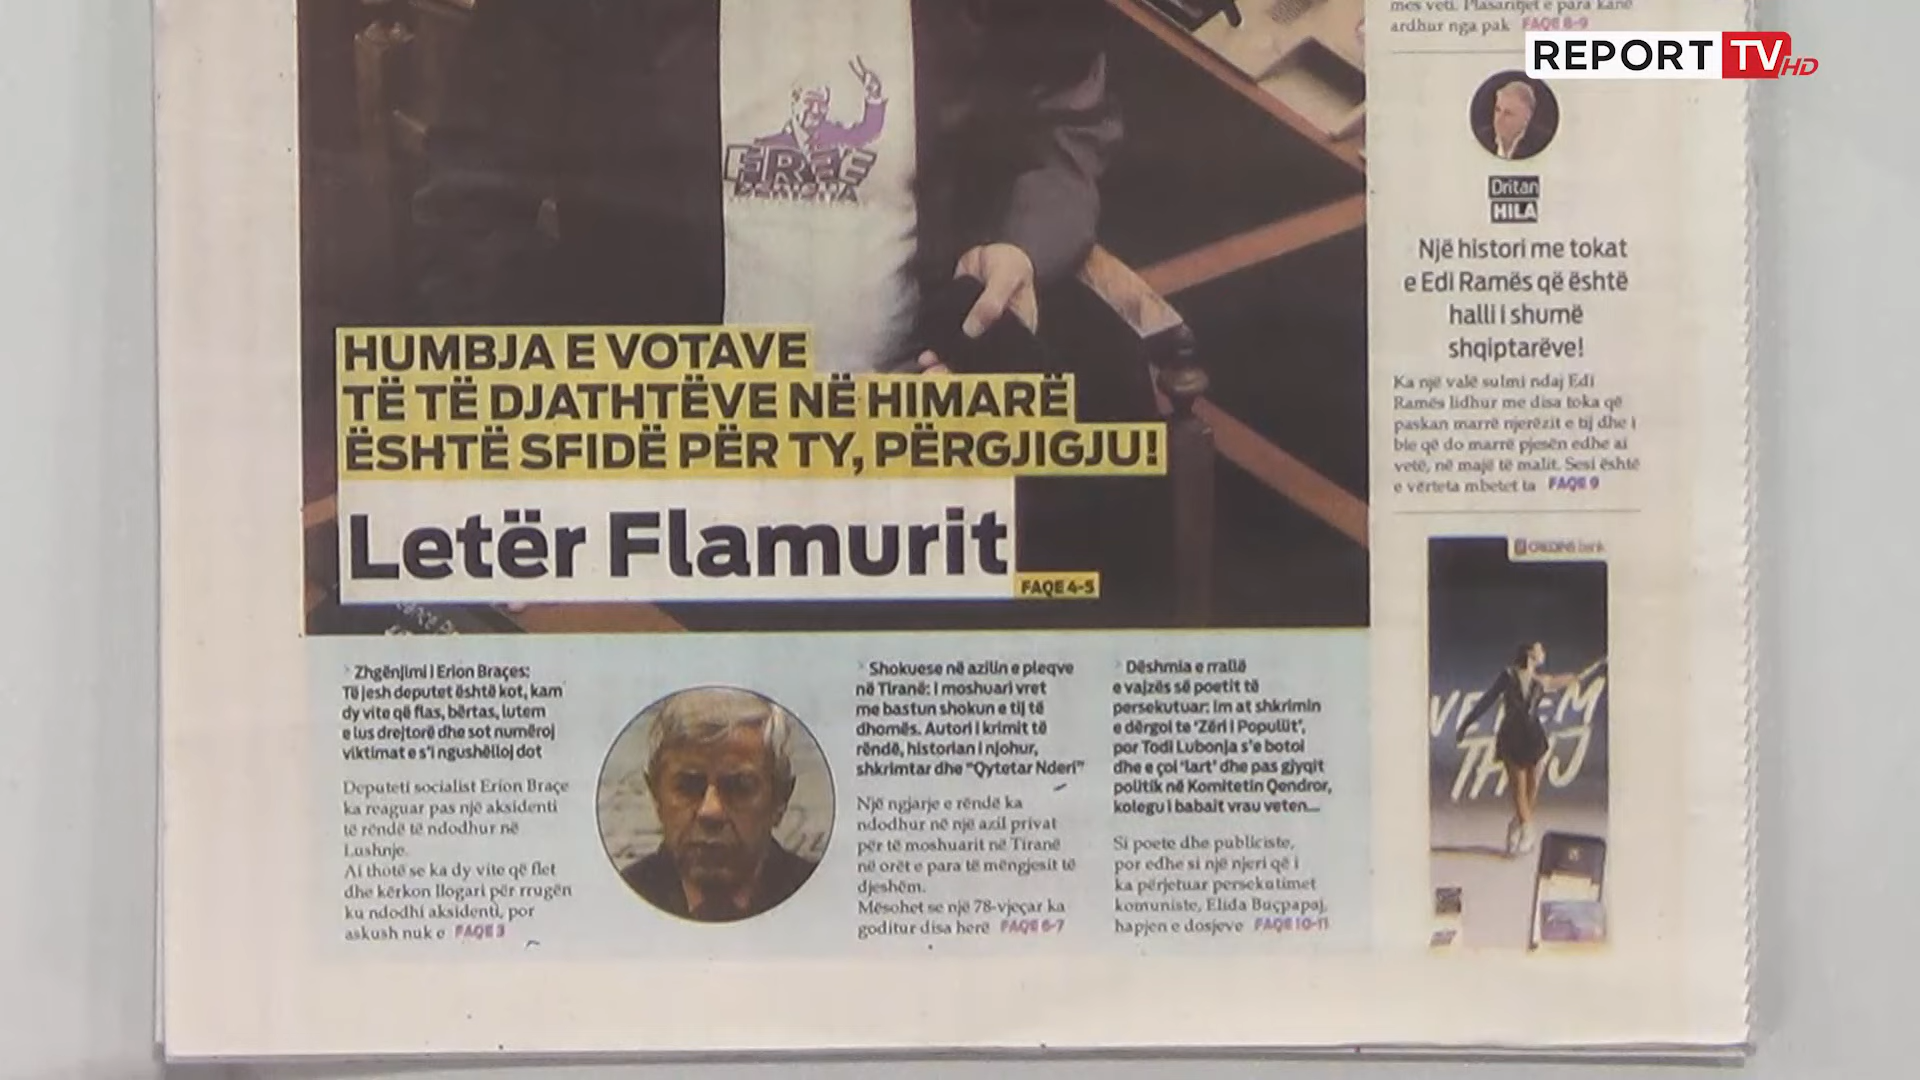 mes veti. Plasaritjet e para kanë
ardhur nga pak FAQE 8-9
REPORT TV HD
FREE
BERISHA
Dritan
HILA
Një histori me tokat
e Edi Ramës që është
halli i shumë
shqiptarëve!
Ka një valë sulmi ndaj Edi
Ramës lidhur me disa toka që
paskan marrë njerëzit e tij dhe i
bie që do marrë pjesën edhe ai
vetë, në majë të malit. Sesi është
e vërteta mbetet ta FAQE 9
HUMBJA E VOTAVE
TË TË DJATHTËVE NË HIMARË
ËSHTË SFIDË PËR TY, PËRGJIGJU!
Letër Flamurit
FAQE 4-5
Zhgënjimi i Erion Braçes:
Të jesh deputet është kot, kam
dy vite që flas, bërtas, lutem
e lus drejtorë dhe sot numëroj
viktimat e s'i ngushëlloj dot
Deputeti socialist Erion Braçe
ka reaguar pas një aksidenti
të rëndë të ndodhur në
Lushnje.
Ai thotë se ka dy vite që flet
dhe kërkon llogari për rrugën
ku ndodhi aksidenti, por
askush nuk e FAQE 3
Shokuese në azilin e pleqve
në Tiranë: I moshuari vret
me bastun shokun e tij të
dhomës. Autori i krimit të
rëndë, historian i njohur,
shkrimtar dhe "Qytetar Nderi"
Një ngjarje e rëndë ka
ndodhur në një azil privat
për të moshuarit në Tiranë
në orët e para të mëngjesit të
djeshëm.
Mësohet se një 78-vjeçar ka
goditur disa herë FAQE 6-7
Dëshmia e rrallë
e vajzës së poetit të
persekutuar: Im at shkrimin
e dërgoi te 'Zëri i Popullit',
por Todi Lubonja s'e botoi
dhe e çoi 'lart' dhe pas gjyqit
politik në Komitetin Qendror,
kolegu i babait vrau veten...
Si poete dhe publiciste,
por edhe si një njeri që i
ka përjetuar persekutimet
komuniste, Elida Buçpapaj,
hapjen e dosjeve FAQE 10-11
CREDINS bank
VETEM
THUJ